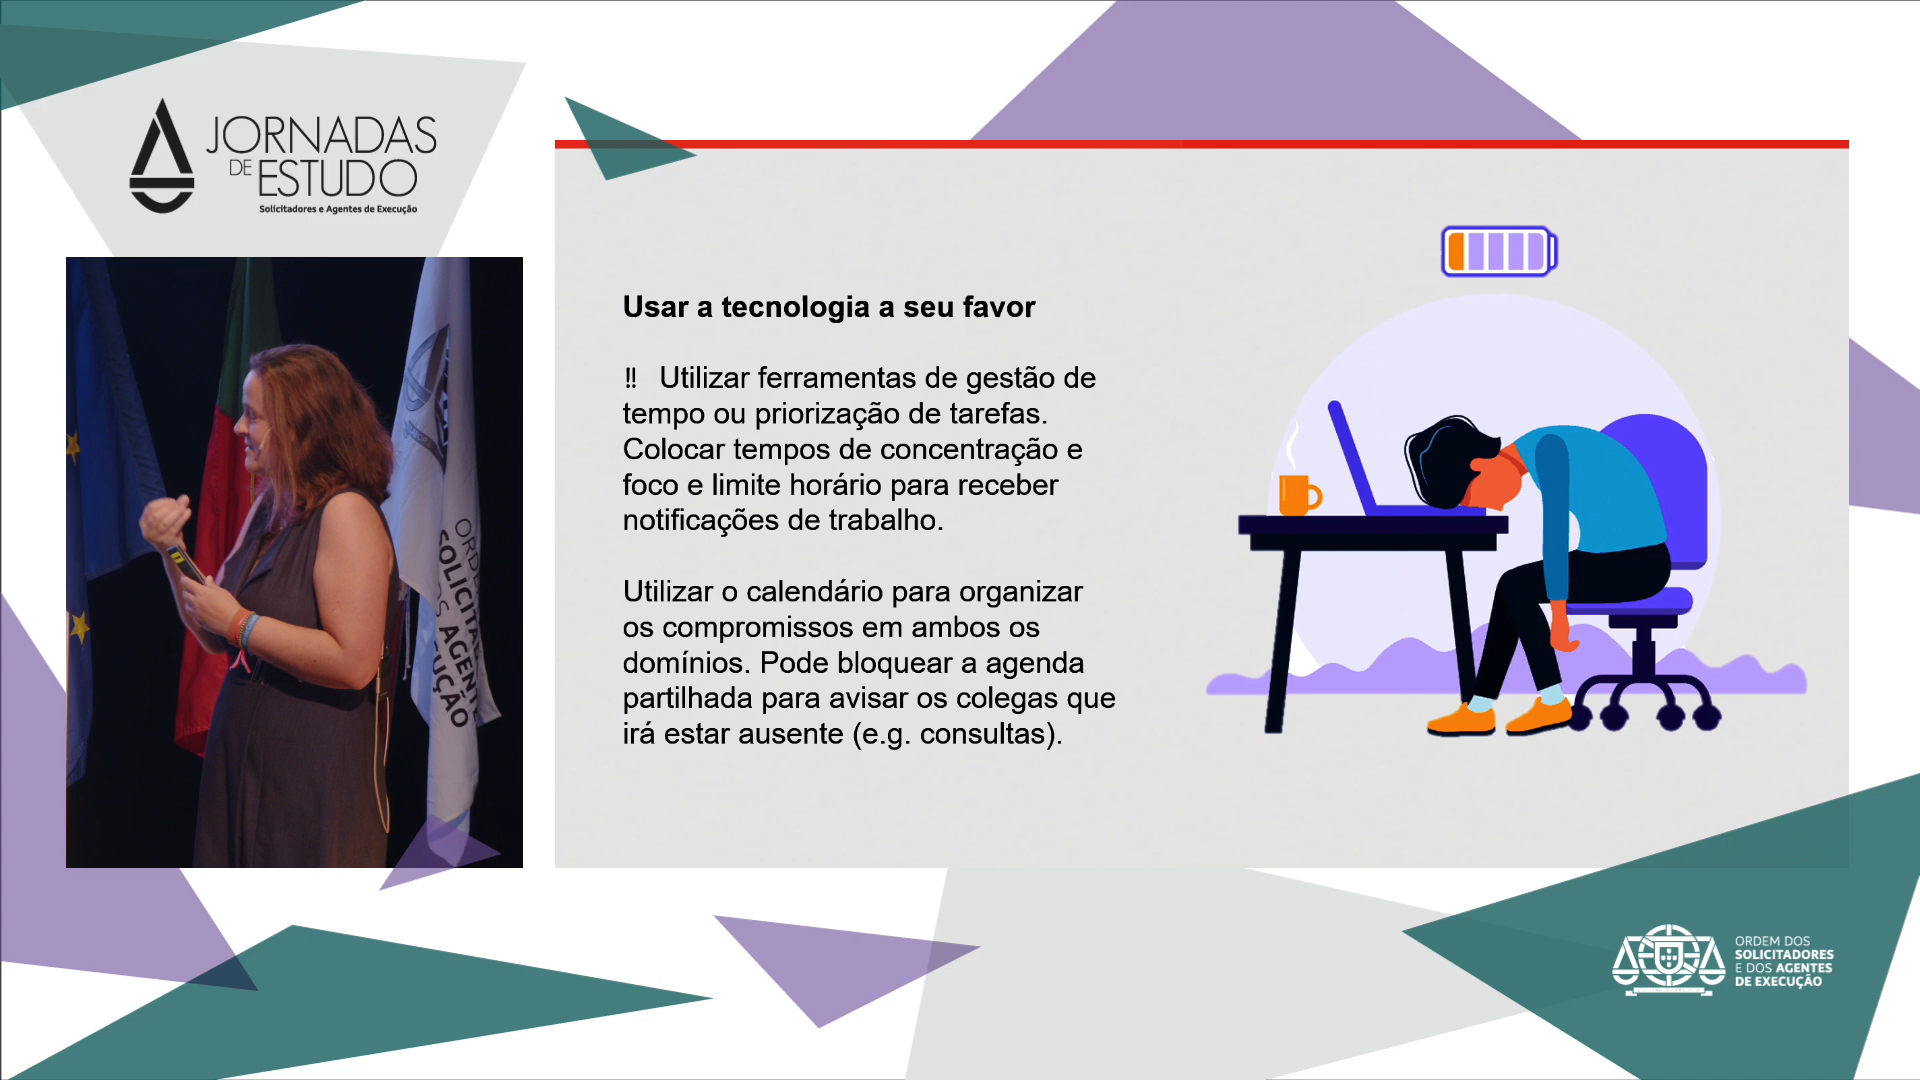 JORNADAS
DE ESTUDO
Solicitadores e Agentes de Execução
Usar a tecnologia a seu favor
‼ Utilizar ferramentas de gestão de
tempo ou priorização de tarefas.
Colocar tempos de concentração e
foco e limite horário para receber
notificações de trabalho.
Utilizar o calendário para organizar
os compromissos em ambos os
domínios. Pode bloquear a agenda
partilhada para avisar os colegas que
irá estar ausente (e.g. consultas).
ORDEM DOS
SOLICITADORES
E DOS AGENTES
DE EXECUÇÃO